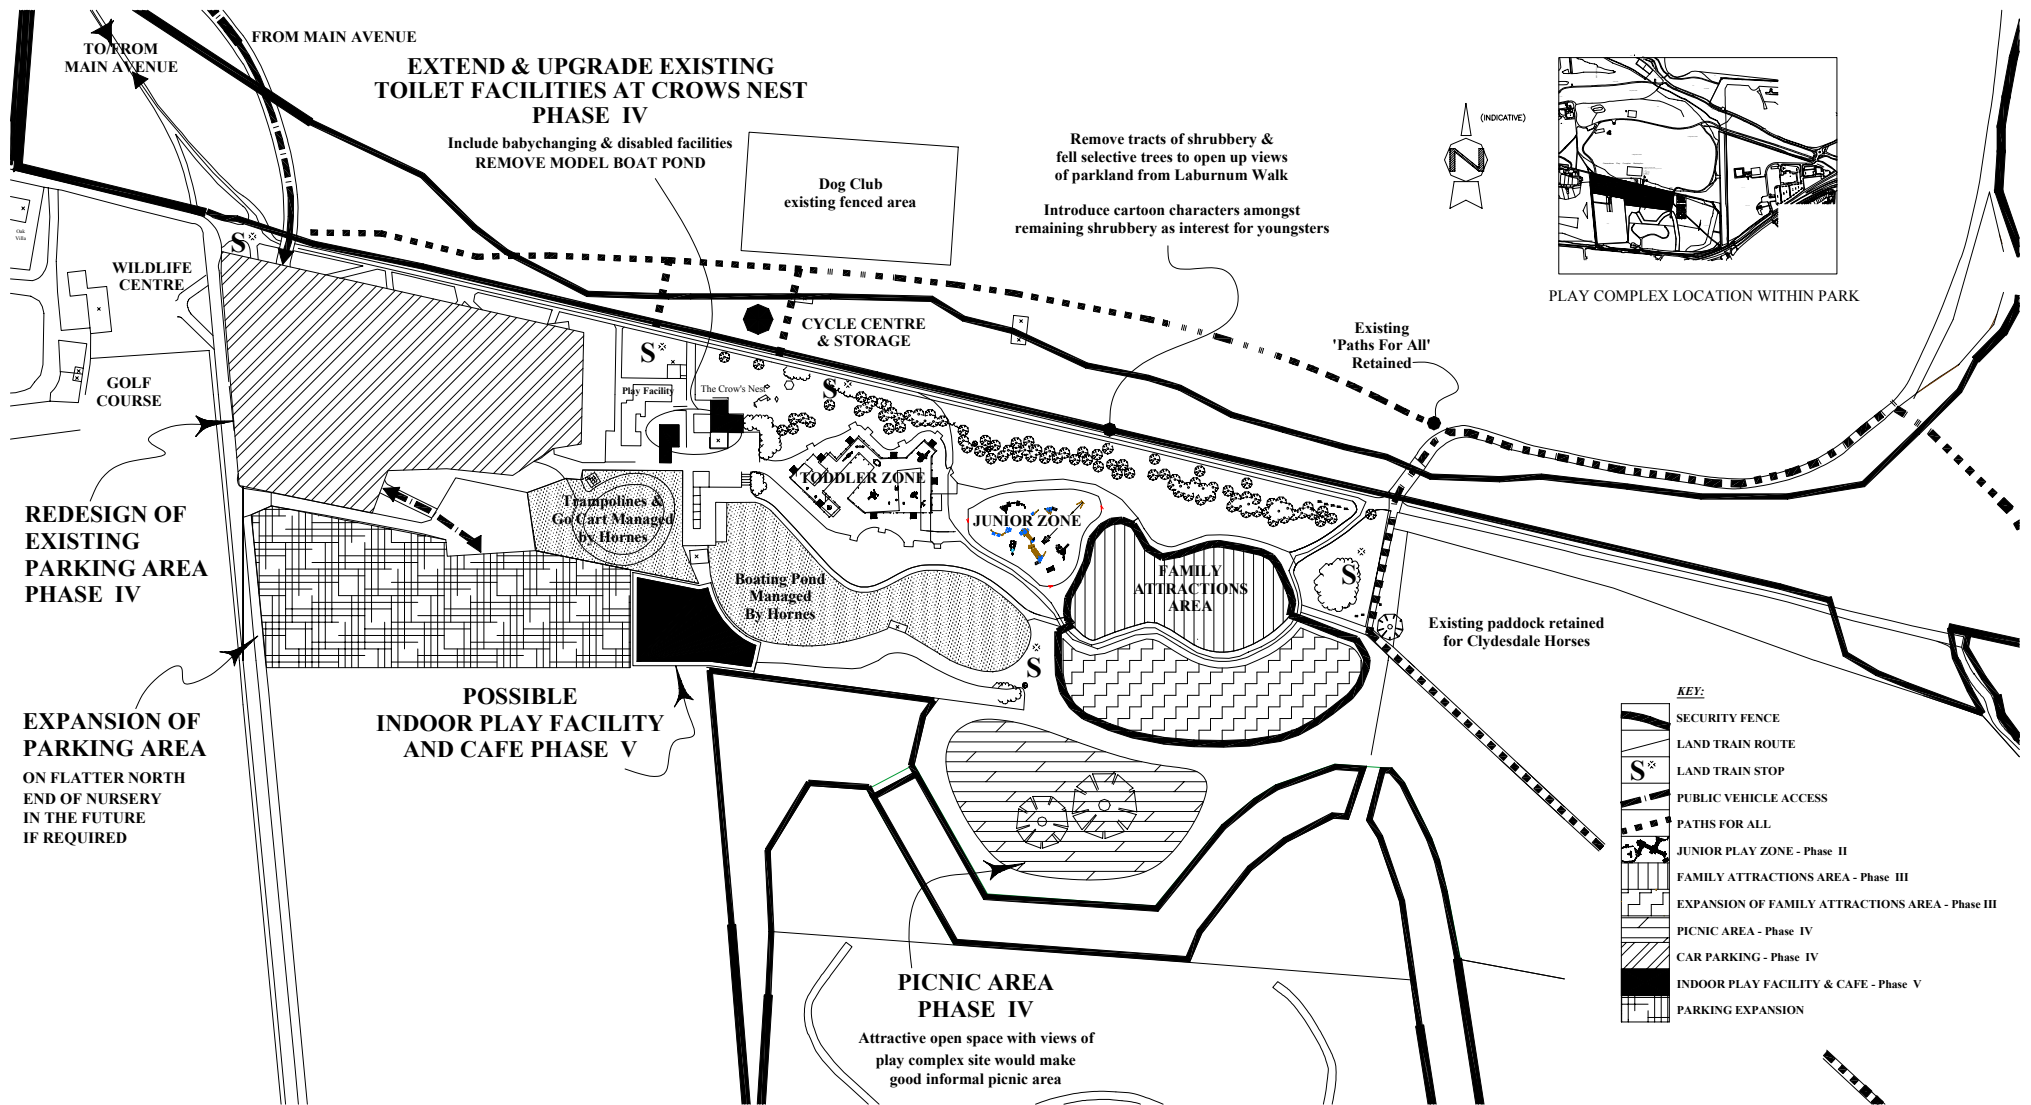 FROM MAIN AVENUE
TO/FROM
MAIN AVENUE
EXTEND & UPGRADE EXISTING
TOILET FACILITIES AT CROWS NEST
PHASE IV
Include babychanging & disabled facilities
REMOVE MODEL BOAT POND
Dog Club
existing fenced area
Remove tracts of shrubbery &
fell selective trees to open up views
of parkland from Laburnum Walk
Introduce cartoon characters amongst
remaining shrubbery as interest for youngsters
(INDICATIVE)
N
PLAY COMPLEX LOCATION WITHIN PARK
Oak
Villa
S
WILDLIFE
CENTRE
GOLF
COURSE
CYCLE CENTRE
& STORAGE
Existing
'Paths For All'
Retained
S
Play Facility
The Crow's Nest
S
TODDLER ZONE
Trampolines &
Go Cart Managed
by Hornes
JUNIOR ZONE
REDESIGN OF
EXISTING
PARKING AREA
PHASE IV
Boating Pond
Managed
By Hornes
FAMILY
ATTRACTIONS
AREA
S
Existing paddock retained
for Clydesdale Horses
S
POSSIBLE
INDOOR PLAY FACILITY
AND CAFE PHASE V
EXPANSION OF
PARKING AREA
ON FLATTER NORTH
END OF NURSERY
IN THE FUTURE
IF REQUIRED
PICNIC AREA
PHASE IV
Attractive open space with views of
play complex site would make
good informal picnic area
KEY:
SECURITY FENCE
LAND TRAIN ROUTE
S LAND TRAIN STOP
PUBLIC VEHICLE ACCESS
PATHS FOR ALL
JUNIOR PLAY ZONE - Phase II
FAMILY ATTRACTIONS AREA - Phase III
EXPANSION OF FAMILY ATTRACTIONS AREA - Phase III
PICNIC AREA - Phase IV
CAR PARKING - Phase IV
INDOOR PLAY FACILITY & CAFE - Phase V
PARKING EXPANSION